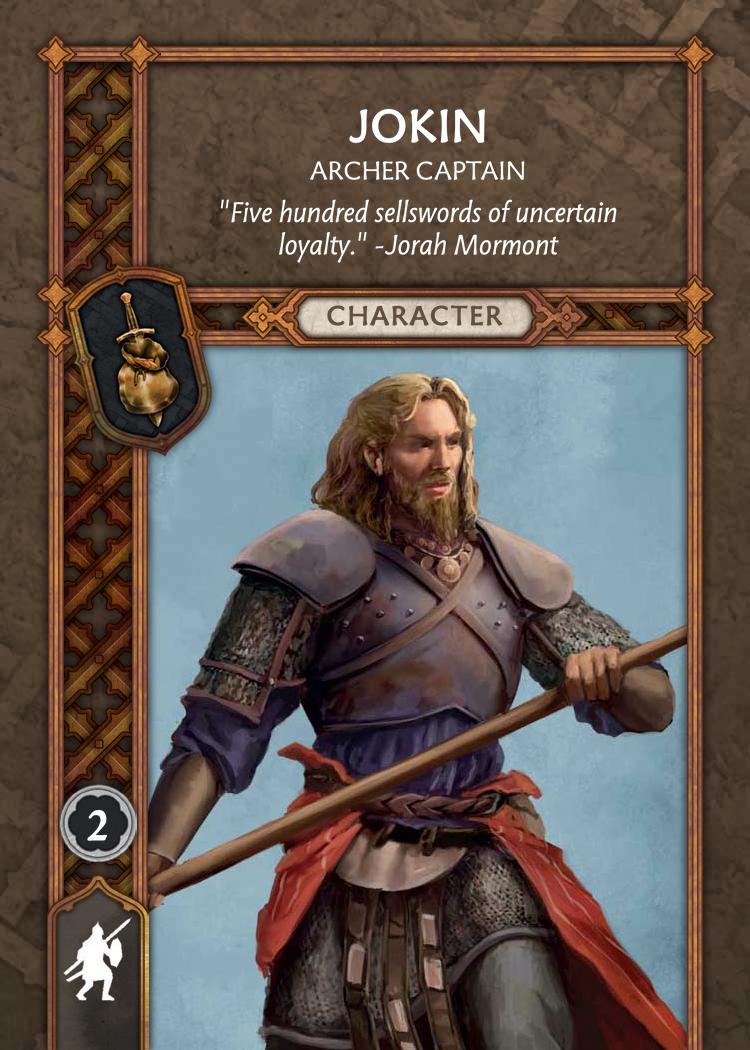 JOKIN
ARCHER CAPTAIN
"Five hundred sellswords of uncertain
loyalty." -Jorah Mormont
CHARACTER
2